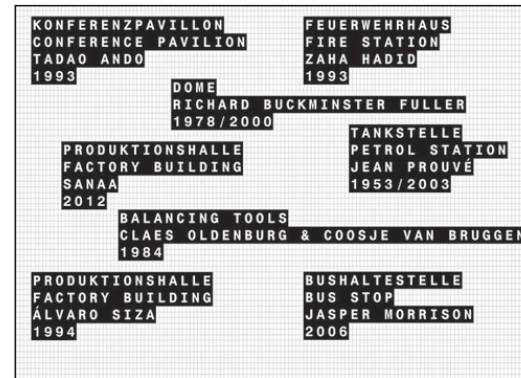 KONFERENZPAVILLON
CONFERENCE PAVILION
TADAO ANDO
1993
FEUERWEHRHAUS
FIRE STATION
ZAHA HADID
1993
DOME
RICHARD BUCKMINSTER FULLER
1978/2000
TANKSTELLE
PETROL STATION
JEAN PROUVÉ
1953/2003
PRODUKTIONSHALLE
FACTORY BUILDING
SANAA
2012
BALANCING TOOLS
CLAES OLDENBURG & COOSJE VAN BRUGGEN
1984
PRODUKTIONSHALLE
FACTORY BUILDING
ÁLVARO SIZA
1994
BUSHALTESTELLE
BUS STOP
JASPER MORRISON
2006